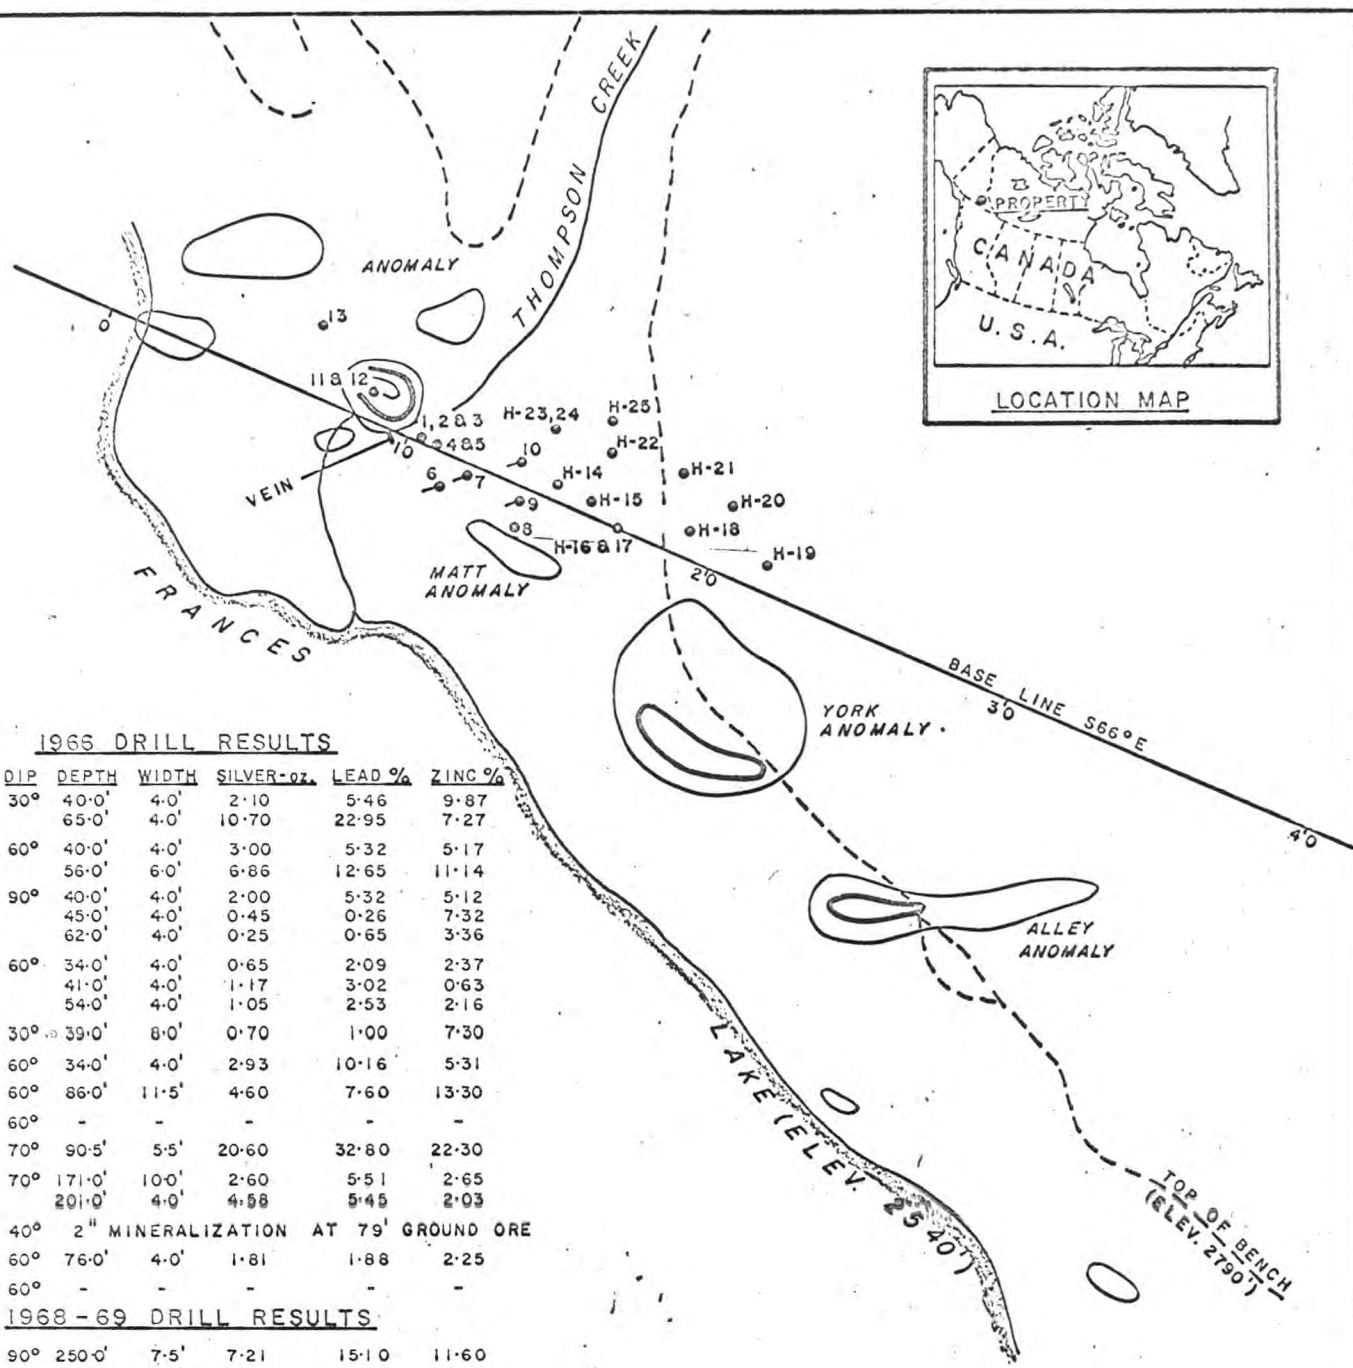 THOMPSON CREEK
ANOMALY
13
0
11 & 12
1, 2 & 3
4 & 5
10
VEIN
6
7
10
9
8
H-23, 24
H-25
H-22
H-14
H-15
H-16 & 17
H-21
H-20
H-18
H-19
MATT
ANOMALY
20
FRANCES
LAKE (ELEV. 2540')
BASE LINE S66°E
30
40
YORK
ANOMALY
ALLEY
ANOMALY
TOP OF BENCH
(ELEV. 2790')
PROPERTY
CANADA
U.S.A.
LOCATION MAP
1966 DRILL RESULTS
DIP DEPTH WIDTH SILVER-oz. LEAD % ZINC %
30° 40·0' 4·0' 2·10 5·46 9·87
65·0' 4·0' 10·70 22·95 7·27
60° 40·0' 4·0' 3·00 5·32 5·17
56·0' 6·0' 6·86 12·65 11·14
90° 40·0' 4·0' 2·00 5·32 5·12
45·0' 4·0' 0·45 0·26 7·32
62·0' 4·0' 0·25 0·65 3·36
60° 34·0' 4·0' 0·65 2·09 2·37
41·0' 4·0' 1·17 3·02 0·63
54·0' 4·0' 1·05 2·53 2·16
30° 39·0' 8·0' 0·70 1·00 7·30
60° 34·0' 4·0' 2·93 10·16 5·31
60° 86·0' 11·5' 4·60 7·60 13·30
60° - - - - -
70° 90·5' 5·5' 20·60 32·80 22·30
70° 171·0' 10·0' 2·60 5·51 2·65
201·0' 4·0' 4·58 5·45 2·03
40° 2" MINERALIZATION AT 79' GROUND ORE
60° 76·0' 4·0' 1·81 1·88 2·25
60° - - - - -
1968-69 DRILL RESULTS
90° 250·0' 7·5' 7·21 15·10 11·60